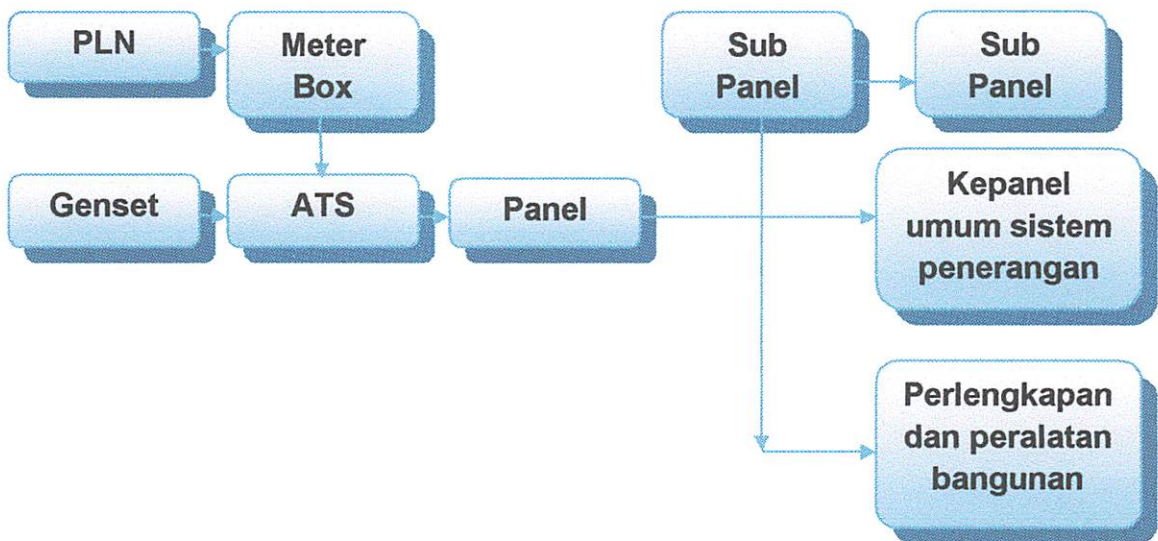 PLN
Meter
Box
Sub
Panel
Sub
Panel
Genset
ATS
Panel
Kepanel
umum sistem
penerangan
Perlengkapan
dan peralatan
bangunan